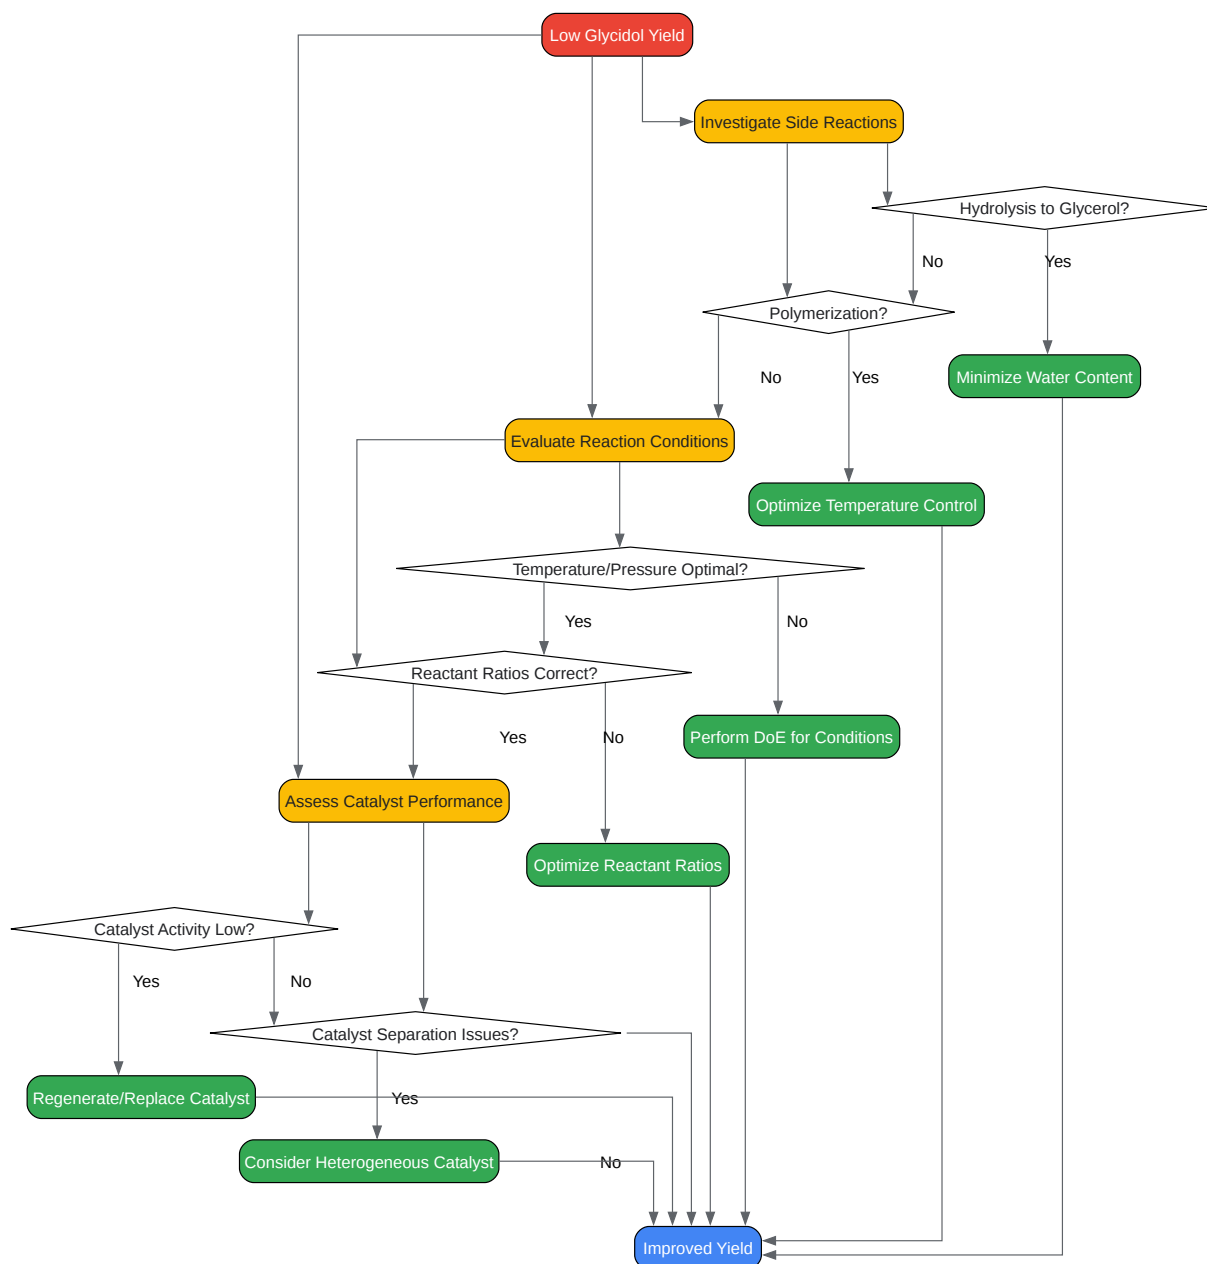 Low Glycidol Yield
Investigate Side Reactions
Hydrolysis to Glycerol?
No
Yes
Polymerization?
No
Yes
Minimize Water Content
Evaluate Reaction Conditions
Optimize Temperature Control
Temperature/Pressure Optimal?
Yes
No
Reactant Ratios Correct?
Yes
No
Perform DoE for Conditions
Assess Catalyst Performance
Optimize Reactant Ratios
Catalyst Activity Low?
Yes
No
Catalyst Separation Issues?
Regenerate/Replace Catalyst
Yes
Consider Heterogeneous Catalyst
No
Improved Yield